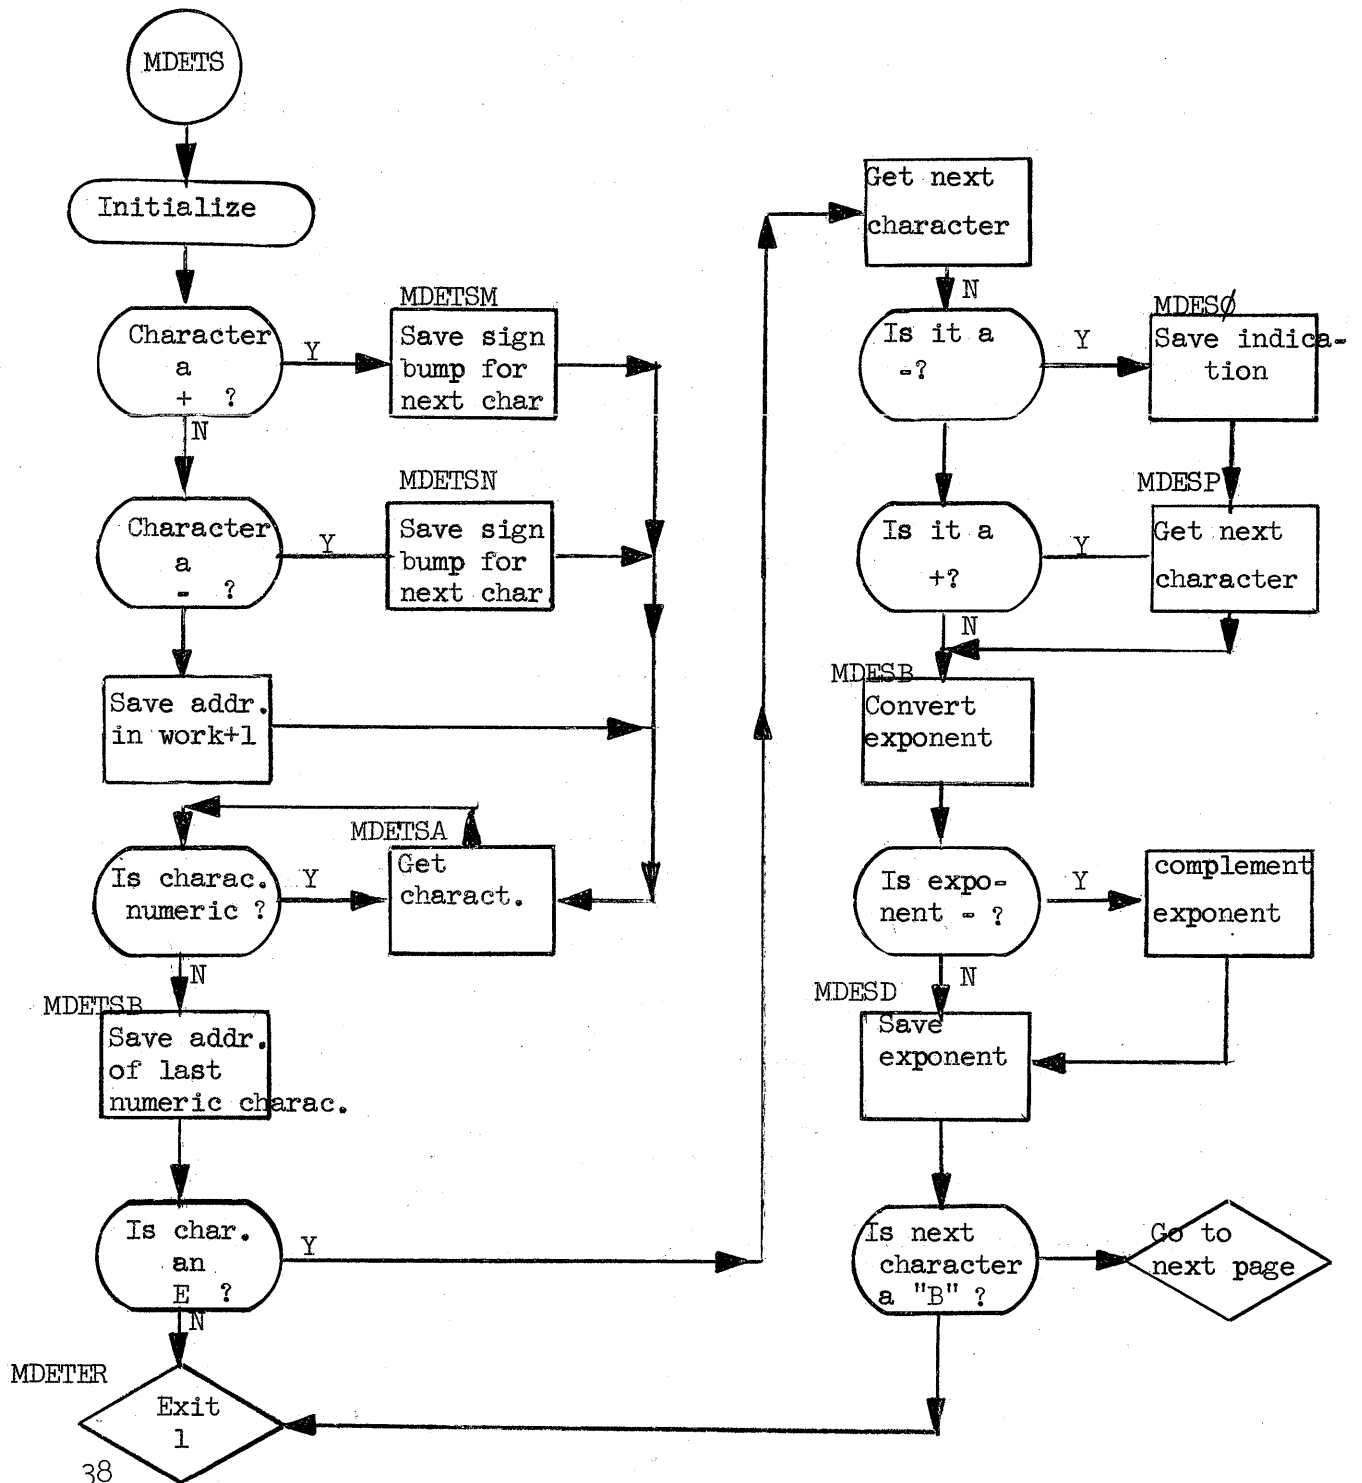 MDETS
Initialize
Character
a
+ ?
Y
N
MDETSM
Save sign
bump for
next char
Character
a
- ?
Y
MDETSN
Save sign
bump for
next char
Save addr.
in work+1
Is charac.
numeric ?
Y
N
MDETSA
Get
charact.
MDETSB
Save addr.
of last
numeric charac.
Is char.
an
E ?
Y
N
MDETER
Exit
1
38
Get next
character
N
Is it a
-?
Y
MDESØ
Save indica-
tion
Is it a
+?
Y
N
MDESP
Get next
character
MDESB
Convert
exponent
Is expo-
nent - ?
Y
N
complement
exponent
MDESD
Save
exponent
Is next
character
a "B" ?
Go to
next page